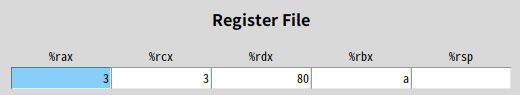 Register File
%rax %rcx %rdx %rbx %rsp
3 3 80 a